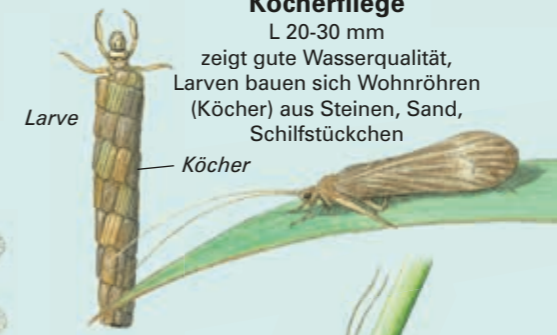 Köcherfliege
L 20-30 mm
zeigt gute Wasserqualität,
Larven bauen sich Wohnröhren
(Köcher) aus Steinen, Sand,
Schilfstückchen
Larve
Köcher